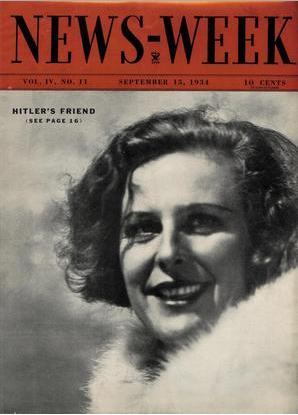 NEWS-WEEK
VOL. IV, NO. 11 SEPTEMBER 15, 1934 10 CENTS
HITLER'S FRIEND
(SEE PAGE 16)